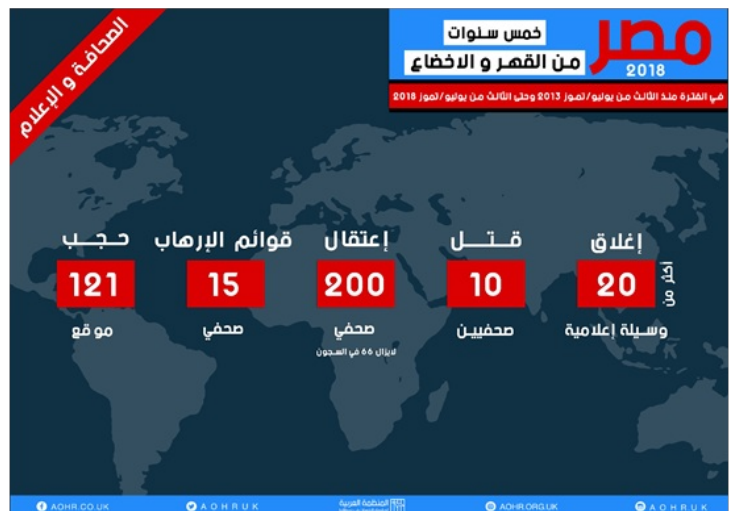 الصحافة و الإعلام
مصر
2018
خمس سنوات
من القهر و الاخضاع
في الفترة منذ الثالث من يوليو/تموز 2013 وحتى الثالث من يوليو/تموز 2018
إغلاق
أكثر من
20
وسيلة إعلامية
قتل
10
صحفيين
إعتقال
200
صحفي
لايزال 66 في السجون
قوائم الإرهاب
15
صحفي
حجب
121
موقع
AOHR.CO.UK
AOHRUK
المنظمة العربية
AOHR.ORG.UK
AOHRUK